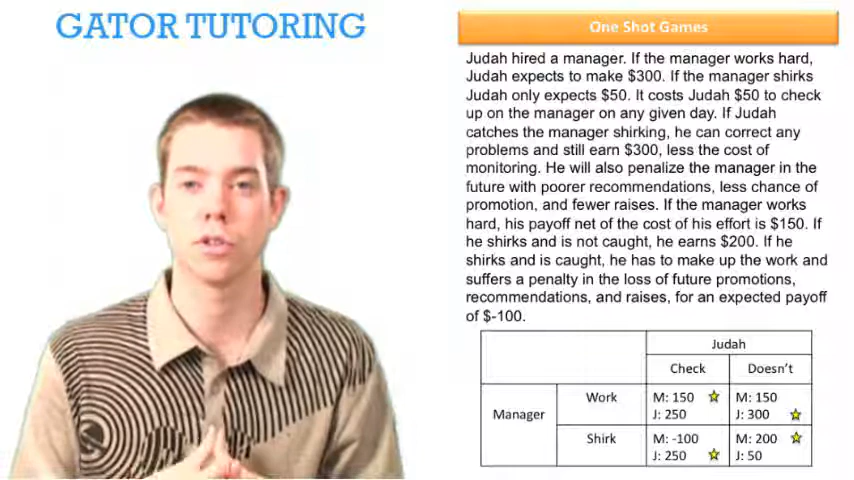 GATOR TUTORING
One Shot Games
Judah hired a manager. If the manager works hard,
Judah expects to make $300. If the manager shirks
Judah only expects $50. It costs Judah $50 to check
up on the manager on any given day. If Judah
catches the manager shirking, he can correct any
problems and still earn $300, less the cost of
monitoring. He will also penalize the manager in the
future with poorer recommendations, less chance of
promotion, and fewer raises. If the manager works
hard, his payoff net of the cost of his effort is $150. If
he shirks and is not caught, he earns $200. If he
shirks and is caught, he has to make up the work and
suffers a penalty in the loss of future promotions,
recommendations, and raises, for an expected payoff
of $-100.
Judah
Check Doesn't
Manager
Work
M: 150 M: 150
J: 250 J: 300
Shirk
M: -100 M: 200
J: 250 J: 50